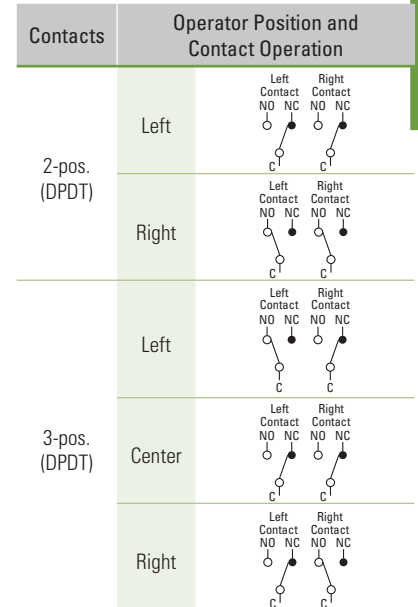 Contacts
Operator Position and
Contact Operation
2-pos.
(DPDT)
Left
Left Right
Contact Contact
NO NC NO NC
C C
Right
Left Right
Contact Contact
NO NC NO NC
C C
3-pos.
(DPDT)
Left
Left Right
Contact Contact
NO NC NO NC
C C
Center
Left Right
Contact Contact
NO NC NO NC
C C
Right
Left Right
Contact Contact
NO NC NO NC
C C